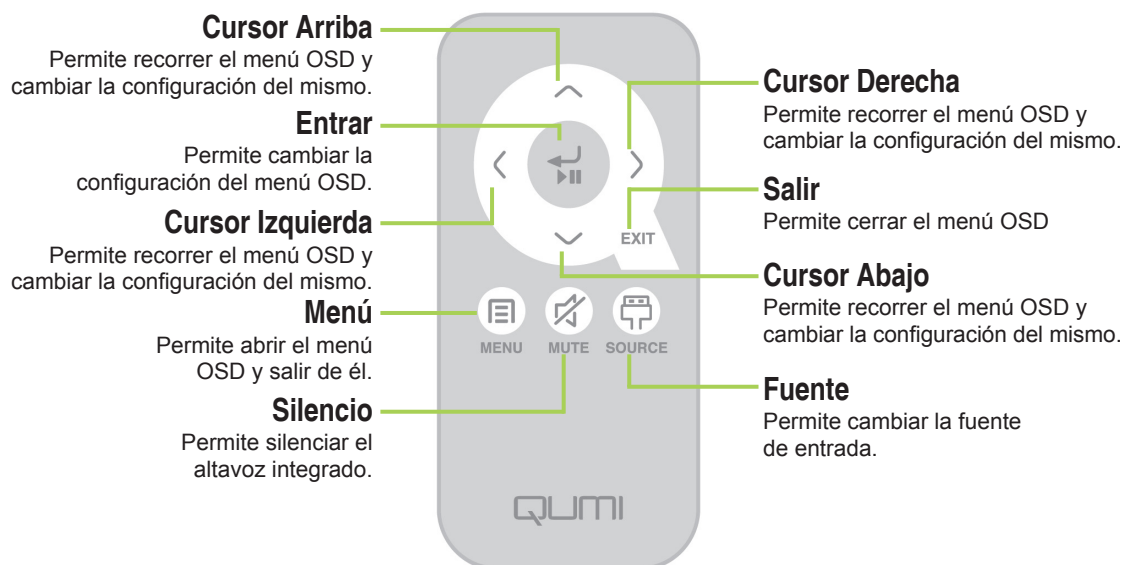 Cursor Arriba
Permite recorrer el menú OSD y
cambiar la configuración del mismo.
Entrar
Permite cambiar la
configuración del menú OSD.
Cursor Izquierda
Permite recorrer el menú OSD y
cambiar la configuración del mismo.
Menú
Permite abrir el menú
OSD y salir de él.
Silencio
Permite silenciar el
altavoz integrado.
EXIT
MENU MUTE SOURCE
QUMI
Cursor Derecha
Permite recorrer el menú OSD y
cambiar la configuración del mismo.
Salir
Permite cerrar el menú OSD
Cursor Abajo
Permite recorrer el menú OSD y
cambiar la configuración del mismo.
Fuente
Permite cambiar la fuente
de entrada.